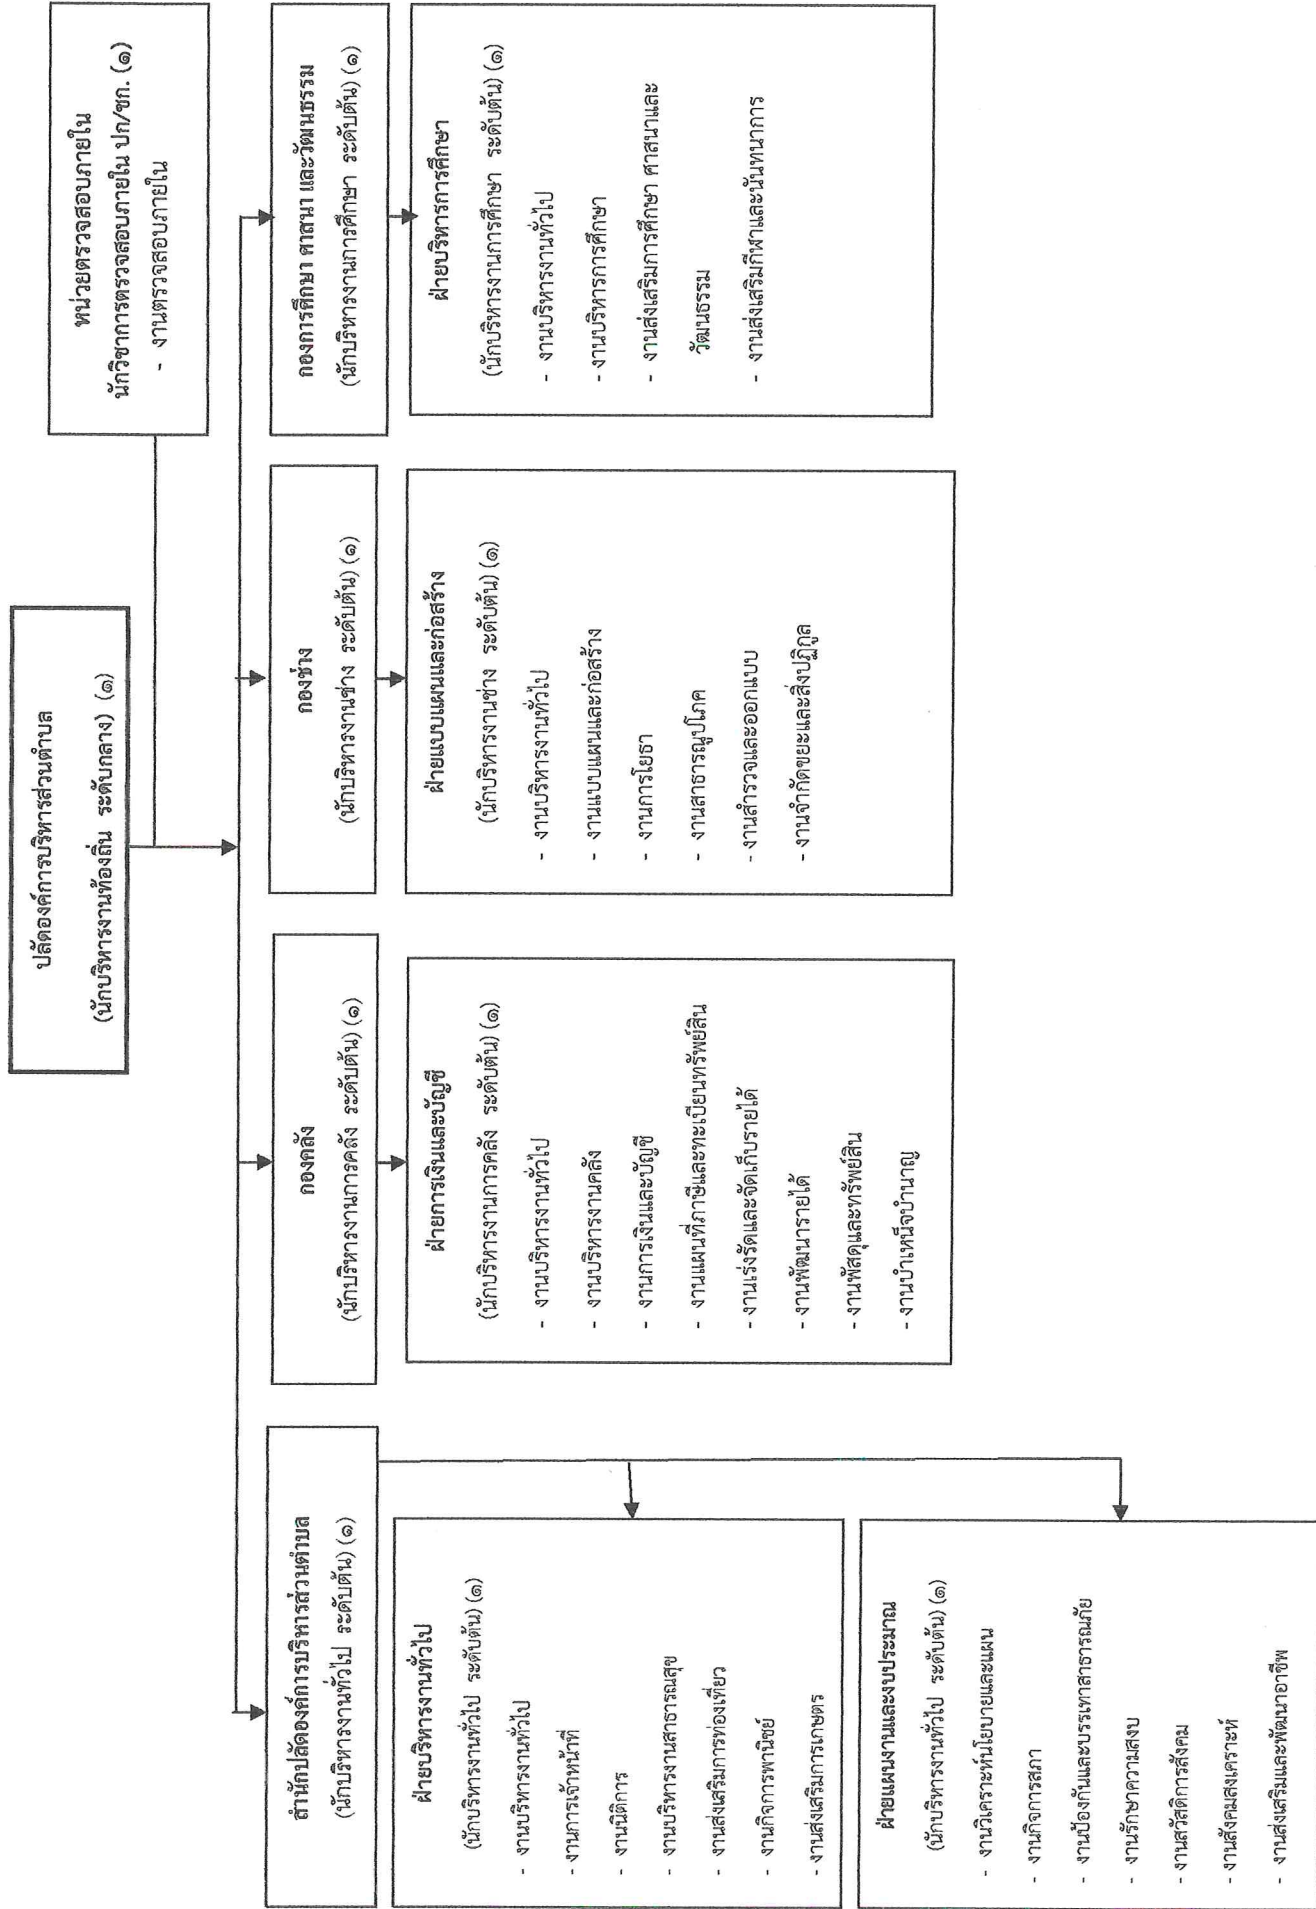 ปลัดองค์การบริหารส่วนตำบล
(นักบริหารงานท้องถิ่น ระดับกลาง) (๑)
หน่วยตรวจสอบภายใน
นักวิชาการตรวจสอบภายใน ปก/ชก. (๑)
- งานตรวจสอบภายใน
สำนักปลัดองค์การบริหารส่วนตำบล
(นักบริหารงานทั่วไป ระดับต้น) (๑)
กองคลัง
(นักบริหารงานการคลัง ระดับต้น) (๑)
กองช่าง
(นักบริหารงานช่าง ระดับต้น) (๑)
กองการศึกษา ศาสนา และวัฒนธรรม
(นักบริหารงานการศึกษา ระดับต้น) (๑)
ฝ่ายบริหารงานทั่วไป
(นักบริหารงานทั่วไป ระดับต้น) (๑)
- งานบริหารงานทั่วไป
- งานการเจ้าหน้าที่
- งานนิติการ
- งานบริหารงานสาธารณสุข
- งานส่งเสริมการท่องเที่ยว
- งานกิจการพานิชย์
- งานส่งเสริมการเกษตร
ฝ่ายแผนงานและงบประมาณ
(นักบริหารงานทั่วไป ระดับต้น) (๑)
- งานวิเคราะห์นโยบายและแผน
- งานกิจการสภา
- งานป้องกันและบรรเทาสาธารณภัย
- งานรักษาความสงบ
- งานสวัสดิการสังคม
- งานสังคมสงเคราะห์
- งานส่งเสริมและพัฒนาอาชีพ
ฝ่ายการเงินและบัญชี
(นักบริหารงานการคลัง ระดับต้น) (๑)
- งานบริหารงานทั่วไป
- งานบริหารงานคลัง
- งานการเงินและบัญชี
- งานแผนที่ภาษีและทะเบียนทรัพย์สิน
- งานเร่งรัดและจัดเก็บรายได้
- งานพัฒนารายได้
- งานพัสดุและทรัพย์สิน
- งานบำเหน็จบำนาญ
ฝ่ายแบบแผนและก่อสร้าง
(นักบริหารงานช่าง ระดับต้น) (๑)
- งานบริหารงานทั่วไป
- งานแบบแผนและก่อสร้าง
- งานการโยธา
- งานสาธารณูปโภค
- งานสำรวจและออกแบบ
- งานจำกัดขยะและสิ่งปฏิกูล
ฝ่ายบริหารการศึกษา
(นักบริหารงานการศึกษา ระดับต้น) (๑)
- งานบริหารงานทั่วไป
- งานบริหารการศึกษา
- งานส่งเสริมการศึกษา ศาสนาและ
วัฒนธรรม
- งานส่งเสริมกีฬาและนันทนาการ